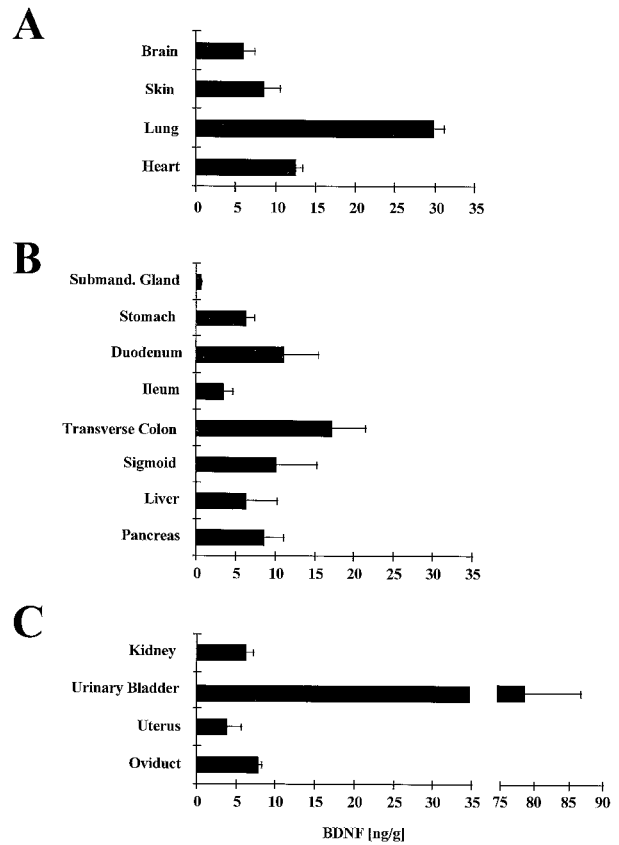 A
Brain
Skin
Lung
Heart
0 5 10 15 20 25 30 35
B
Submand. Gland
Stomach
Duodenum
Ileum
Transverse Colon
Sigmoid
Liver
Pancreas
0 5 10 15 20 25 30 35
C
Kidney
Urinary Bladder
Uterus
Oviduct
0 5 10 15 20 25 30 35 75 80 85 90
BDNF [ng/g]